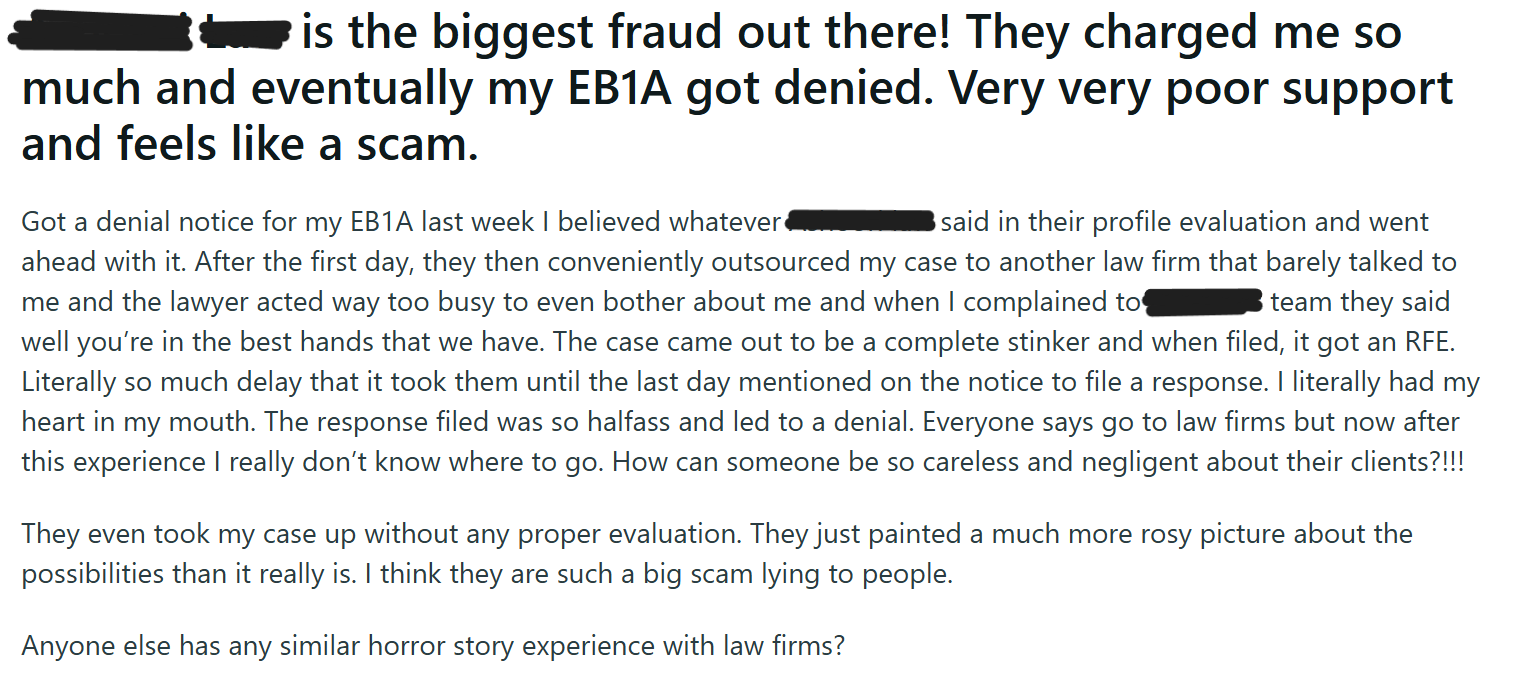 is the biggest fraud out there! They charged me so
much and eventually my EB1A got denied. Very very poor support
and feels like a scam.
Got a denial notice for my EB1A last week I believed whatever said in their profile evaluation and went
ahead with it. After the first day, they then conveniently outsourced my case to another law firm that barely talked to
me and the lawyer acted way too busy to even bother about me and when I complained to team they said
well you’re in the best hands that we have. The case came out to be a complete stinker and when filed, it got an RFE.
Literally so much delay that it took them until the last day mentioned on the notice to file a response. I literally had my
heart in my mouth. The response filed was so halfass and led to a denial. Everyone says go to law firms but now after
this experience I really don’t know where to go. How can someone be so careless and negligent about their clients?!!!
They even took my case up without any proper evaluation. They just painted a much more rosy picture about the
possibilities than it really is. I think they are such a big scam lying to people.
Anyone else has any similar horror story experience with law firms?